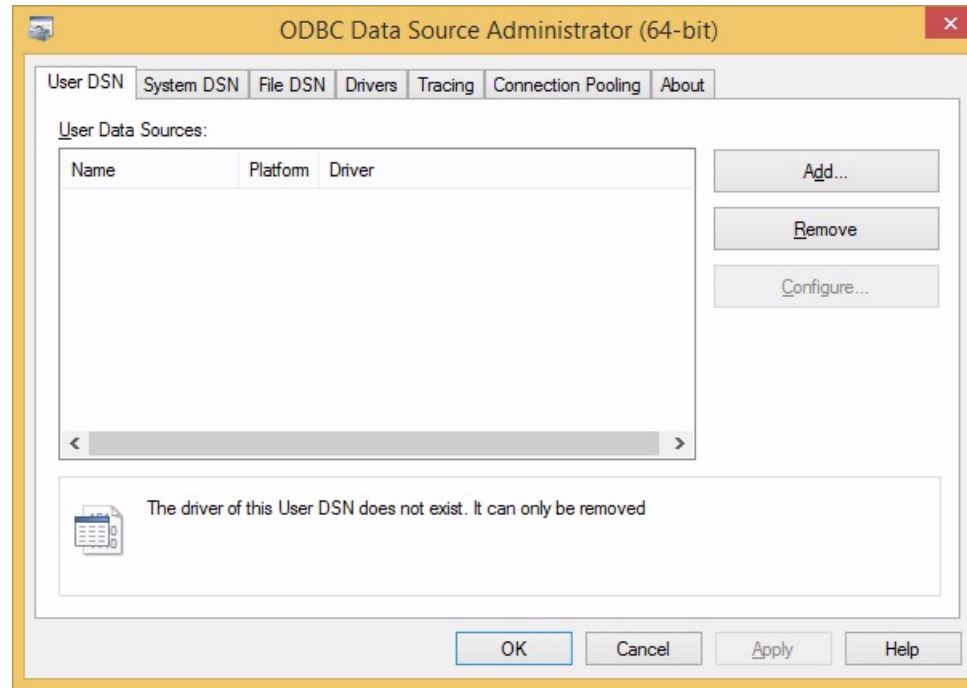 ODBC Data Source Administrator (64-bit)
User DSN System DSN File DSN Drivers Tracing Connection Pooling About
User Data Sources:
Name Platform Driver
Add...
Remove
Configure...
The driver of this User DSN does not exist. It can only be removed
OK Cancel Apply Help